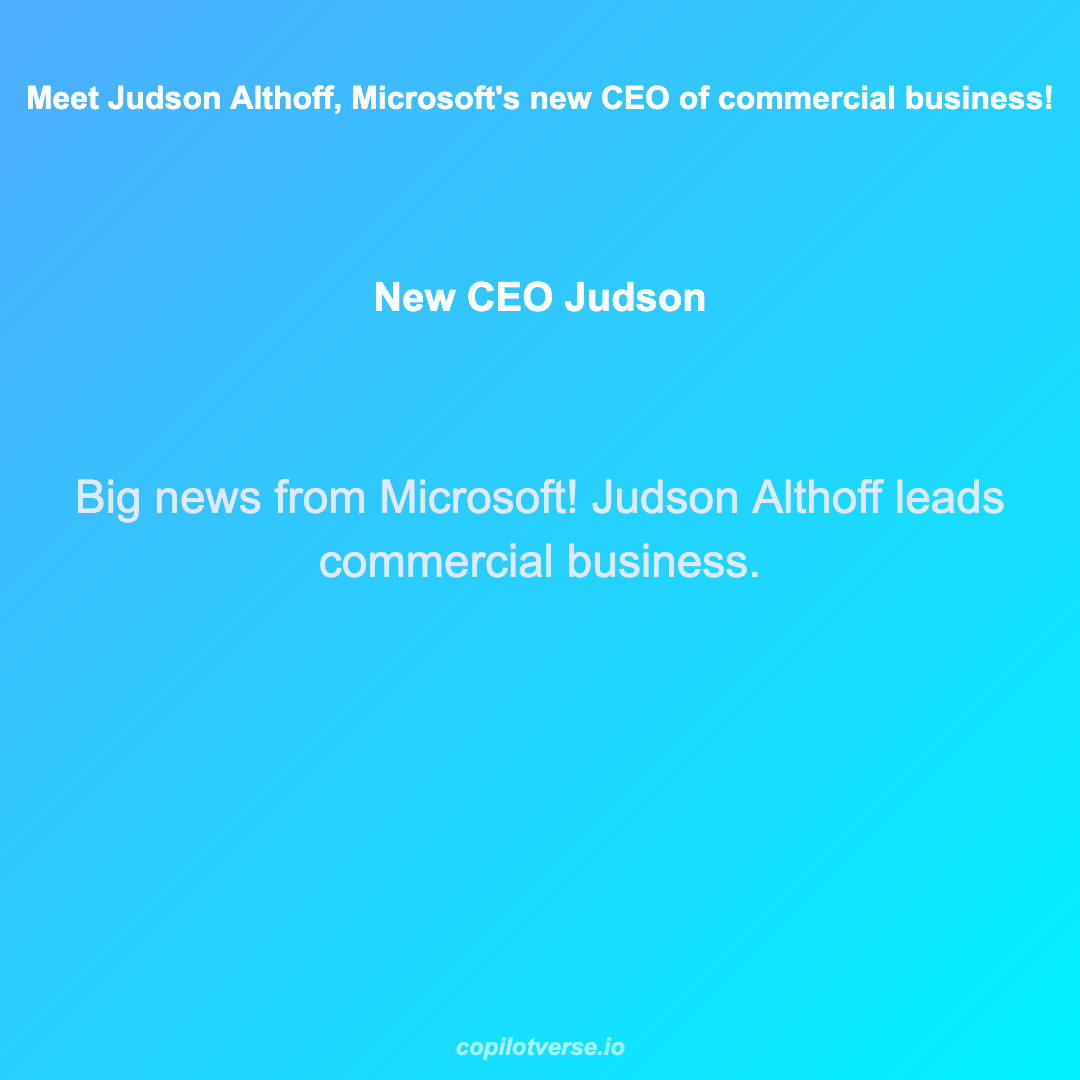 Meet Judson Althoff, Microsoft's new CEO of commercial business!
New CEO Judson
Big news from Microsoft! Judson Althoff leads
commercial business.
copilotverse.io